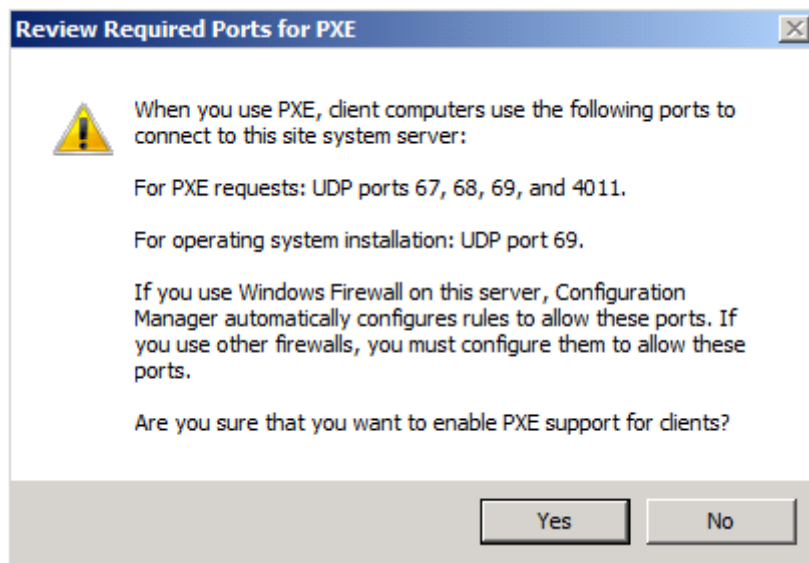 Review Required Ports for PXE
When you use PXE, client computers use the following ports to
connect to this site system server:
For PXE requests: UDP ports 67, 68, 69, and 4011.
For operating system installation: UDP port 69.
If you use Windows Firewall on this server, Configuration
Manager automatically configures rules to allow these ports. If
you use other firewalls, you must configure them to allow these
ports.
Are you sure that you want to enable PXE support for clients?
Yes No